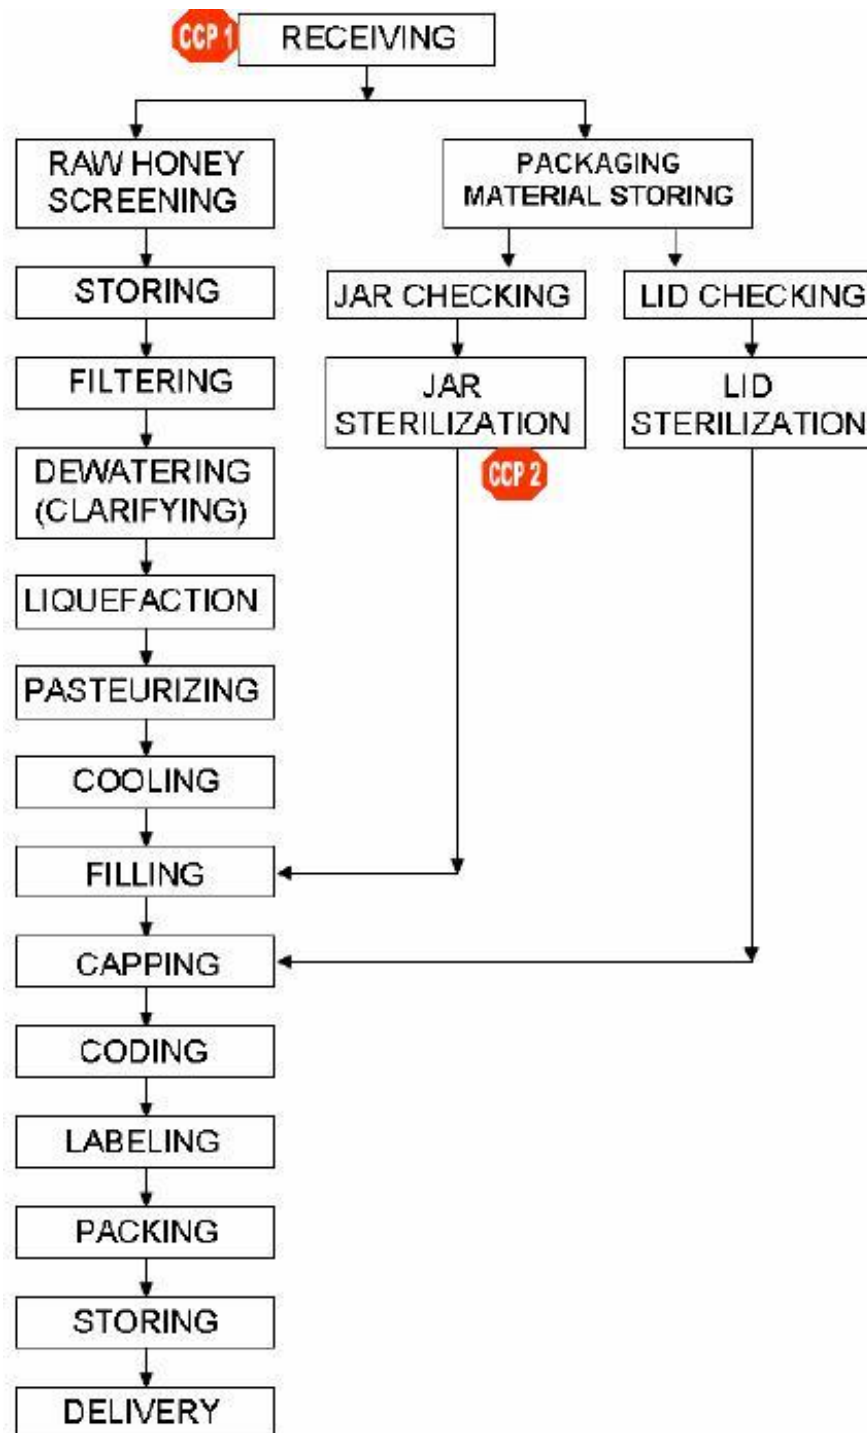 CCP 1
RECEIVING
RAW HONEY
SCREENING
PACKAGING
MATERIAL STORING
STORING
JAR CHECKING
LID CHECKING
FILTERING
JAR
STERILIZATION
LID
STERILIZATION
CCP 2
DEWATERING
(CLARIFYING)
LIQUEFACTION
PASTEURIZING
COOLING
FILLING
CAPPING
CODING
LABELING
PACKING
STORING
DELIVERY